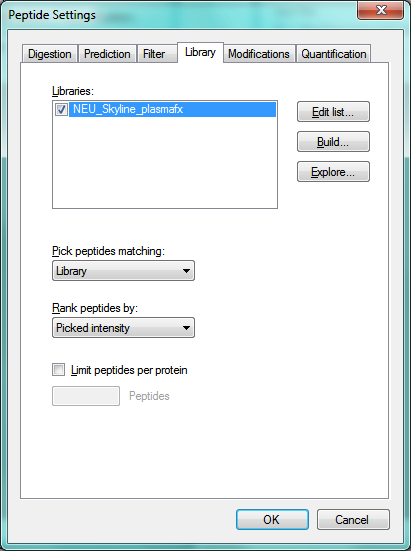 Peptide Settings
Digestion Prediction Filter Library Modifications Quantification
Libraries:
NEU_Skyline_plasmafx
Edit list...
Build...
Explore...
Pick peptides matching:
Library
Rank peptides by:
Picked intensity
Limit peptides per protein
Peptides
OK Cancel